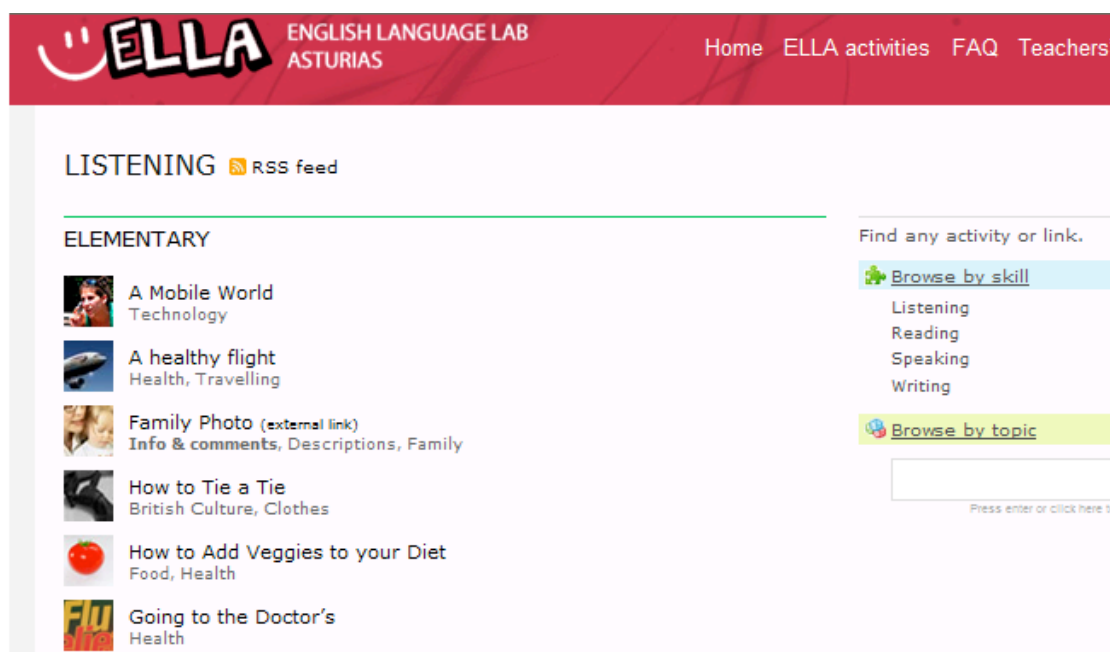 ELLA
ENGLISH LANGUAGE LAB
ASTURIAS
Home ELLA activities FAQ Teachers
LISTENING RSS feed
ELEMENTARY
A Mobile World
Technology
A healthy flight
Health, Travelling
Family Photo (external link)
Info & comments, Descriptions, Family
How to Tie a Tie
British Culture, Clothes
How to Add Veggies to your Diet
Food, Health
Flu
Going to the Doctor's
Health
Find any activity or link.
Browse by skill
Listening
Reading
Speaking
Writing
Browse by topic
Press enter or click here